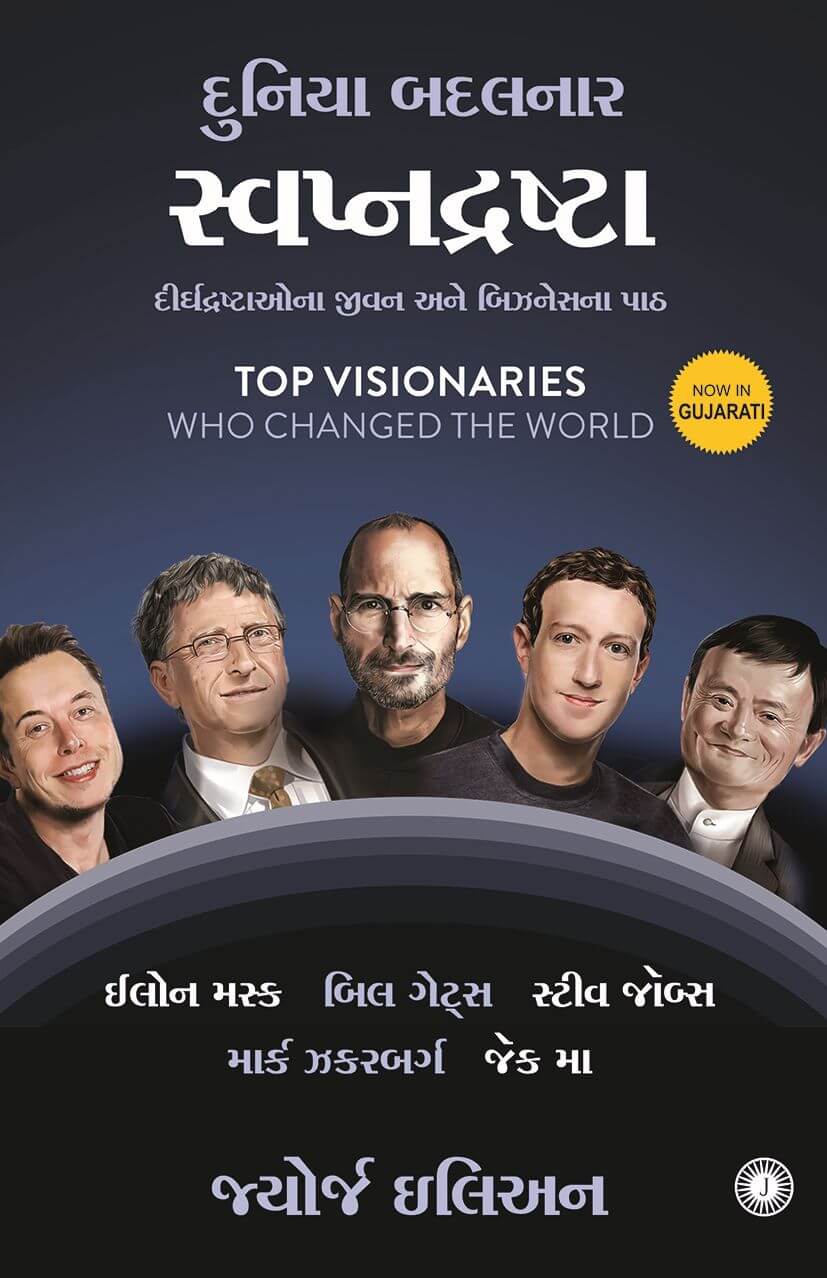 દુનિયા બદલનાર
સ્વપ્નદ્રષ્ટા
દીર્ઘદ્રષ્ટાઓના જીવન અને બિઝનેસના પાઠ
TOP VISIONARIES
WHO CHANGED THE WORLD
NOW IN
GUJARATI
ઈલોન મસ્ક બિલ ગેટ્સ સ્ટીવ જૉબ્સ
માર્ક ઝકરબર્ગ જેક મા
જ્યોર્જ ઇલિઅન
J